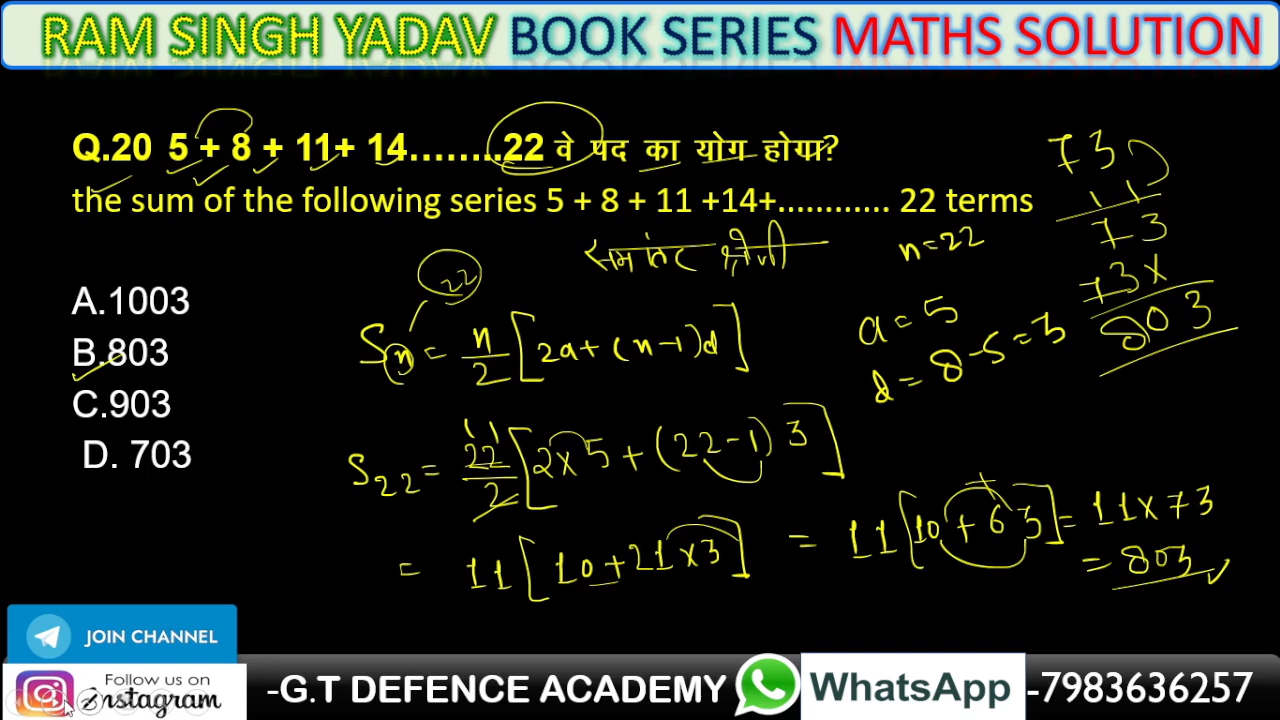 RAM SINGH YADAV BOOK SERIES MATHS SOLUTION
Q.20 5 + 8 + 11+ 14........22 वे पद का योग होगा?
the sum of the following series 5 + 8 + 11 +14+............ 22 terms
समांतर श्रेणी
n=22
73
11
73
73x
803
A.1003
B.803
C.903
D. 703
22
Sn = n/2 [2a+(n-1)d]
a = 5
d = 8-5=3
S22 = 22/2 [2x5+(22-1)3]
11
= 11[10+21x3]
= 11[10+63] = 11x73
= 803
JOIN CHANNEL
Follow us on
Instagram
-G.T DEFENCE ACADEMY
WhatsApp
-7983636257